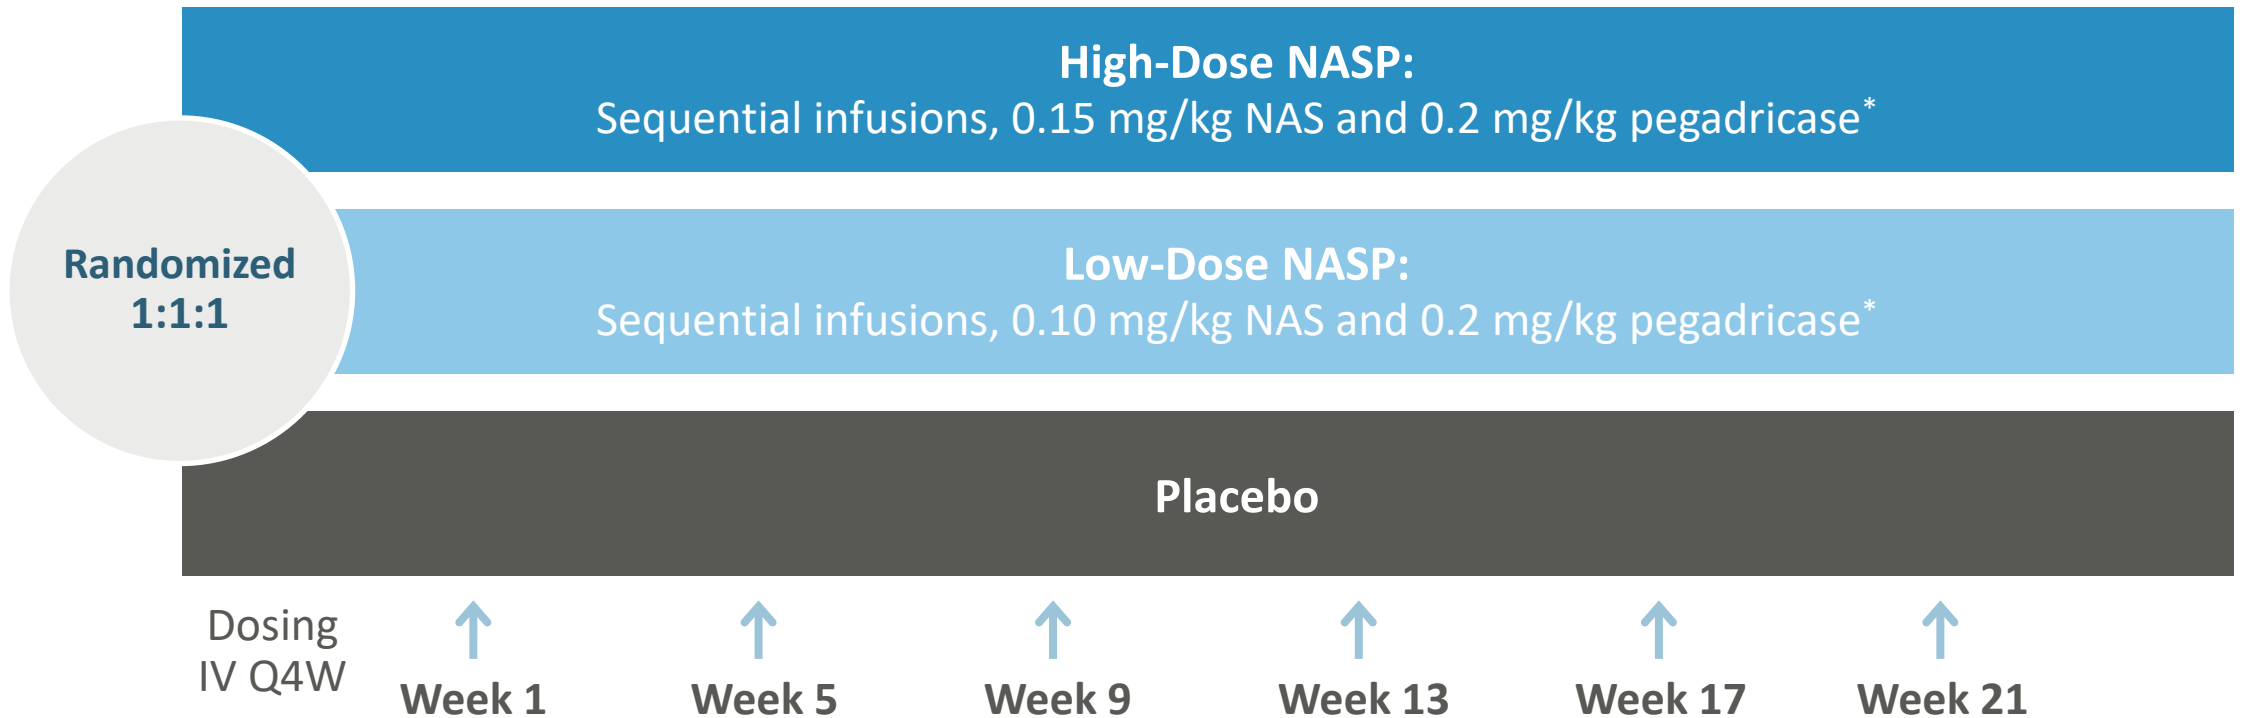 High-Dose NASP:
Sequential infusions, 0.15 mg/kg NAS and 0.2 mg/kg pegadricase*
Randomized
1:1:1
Low-Dose NASP:
Sequential infusions, 0.10 mg/kg NAS and 0.2 mg/kg pegadricase*
Placebo
Dosing
IV Q4W
Week 1
Week 5
Week 9
Week 13
Week 17
Week 21